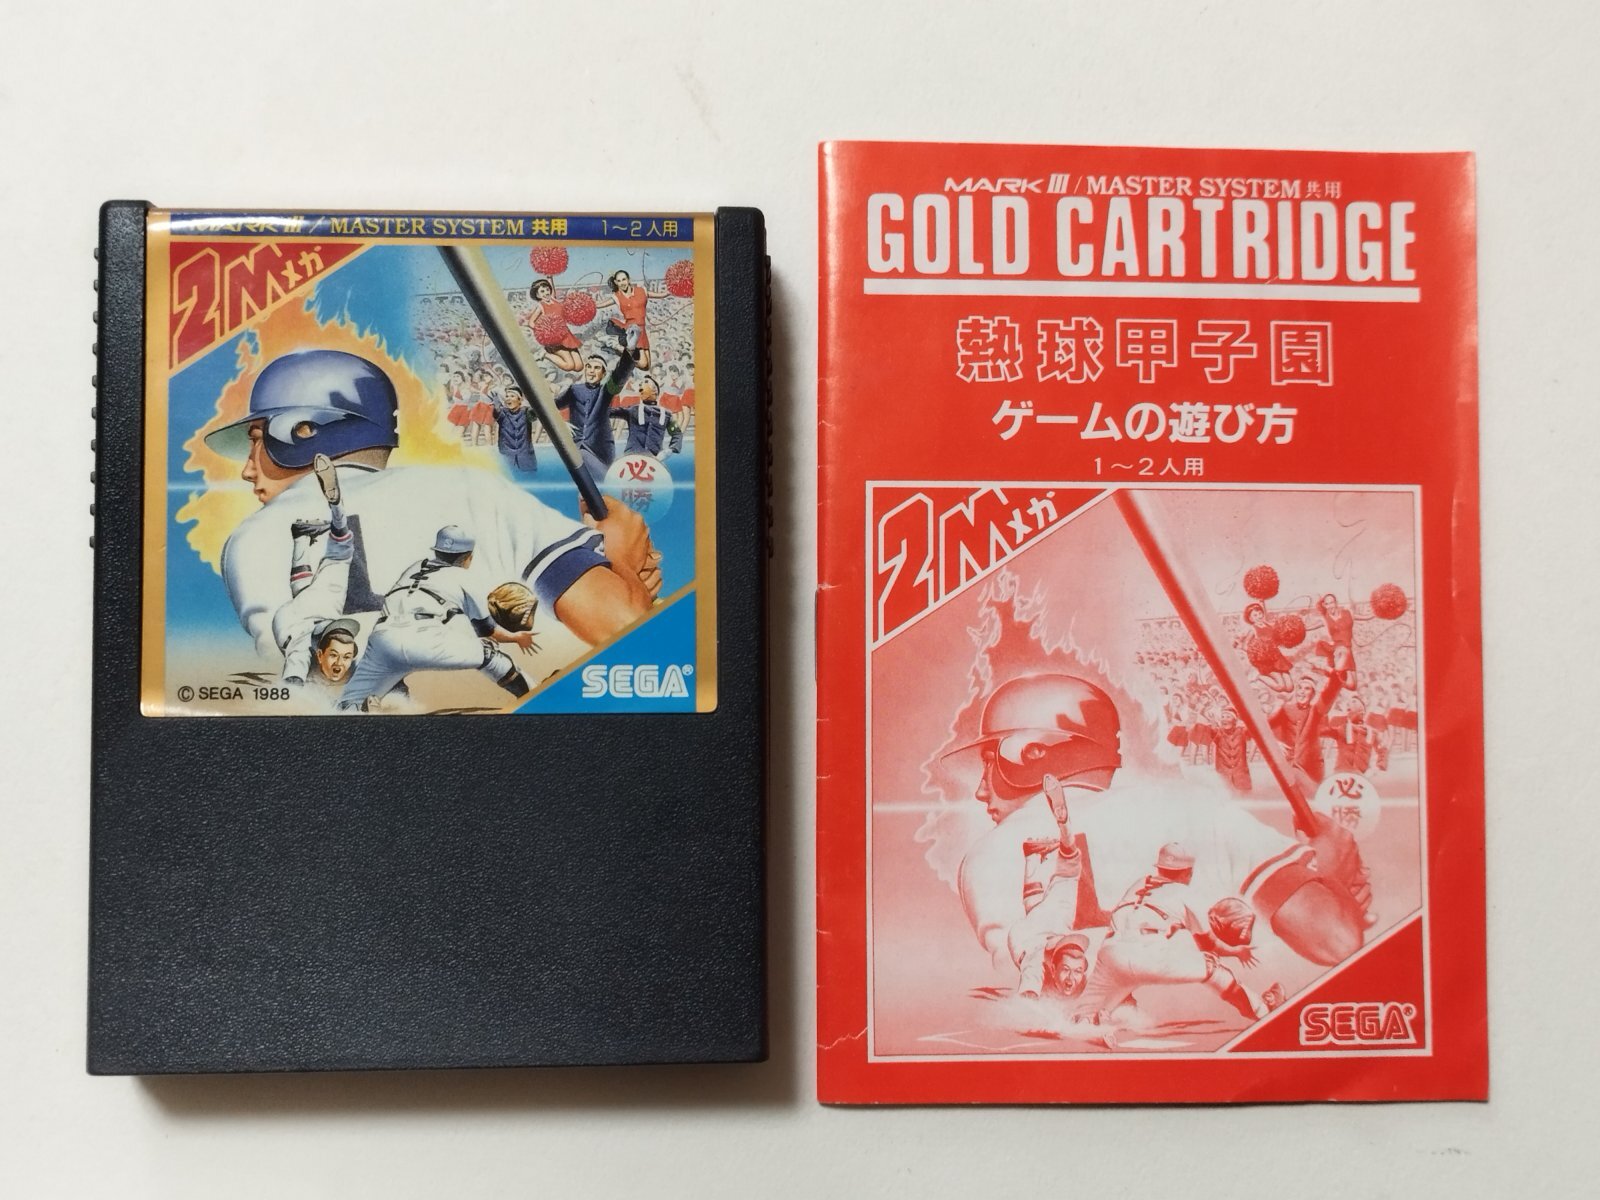 MARK III / MASTER SYSTEM 共用 1～2人用
2Mメガ
必勝
© SEGA 1988
SEGA®
MARK III / MASTER SYSTEM 共用
GOLD CARTRIDGE
熱球甲子園
ゲームの遊び方
1～2人用
2Mメガ
必勝
SEGA®